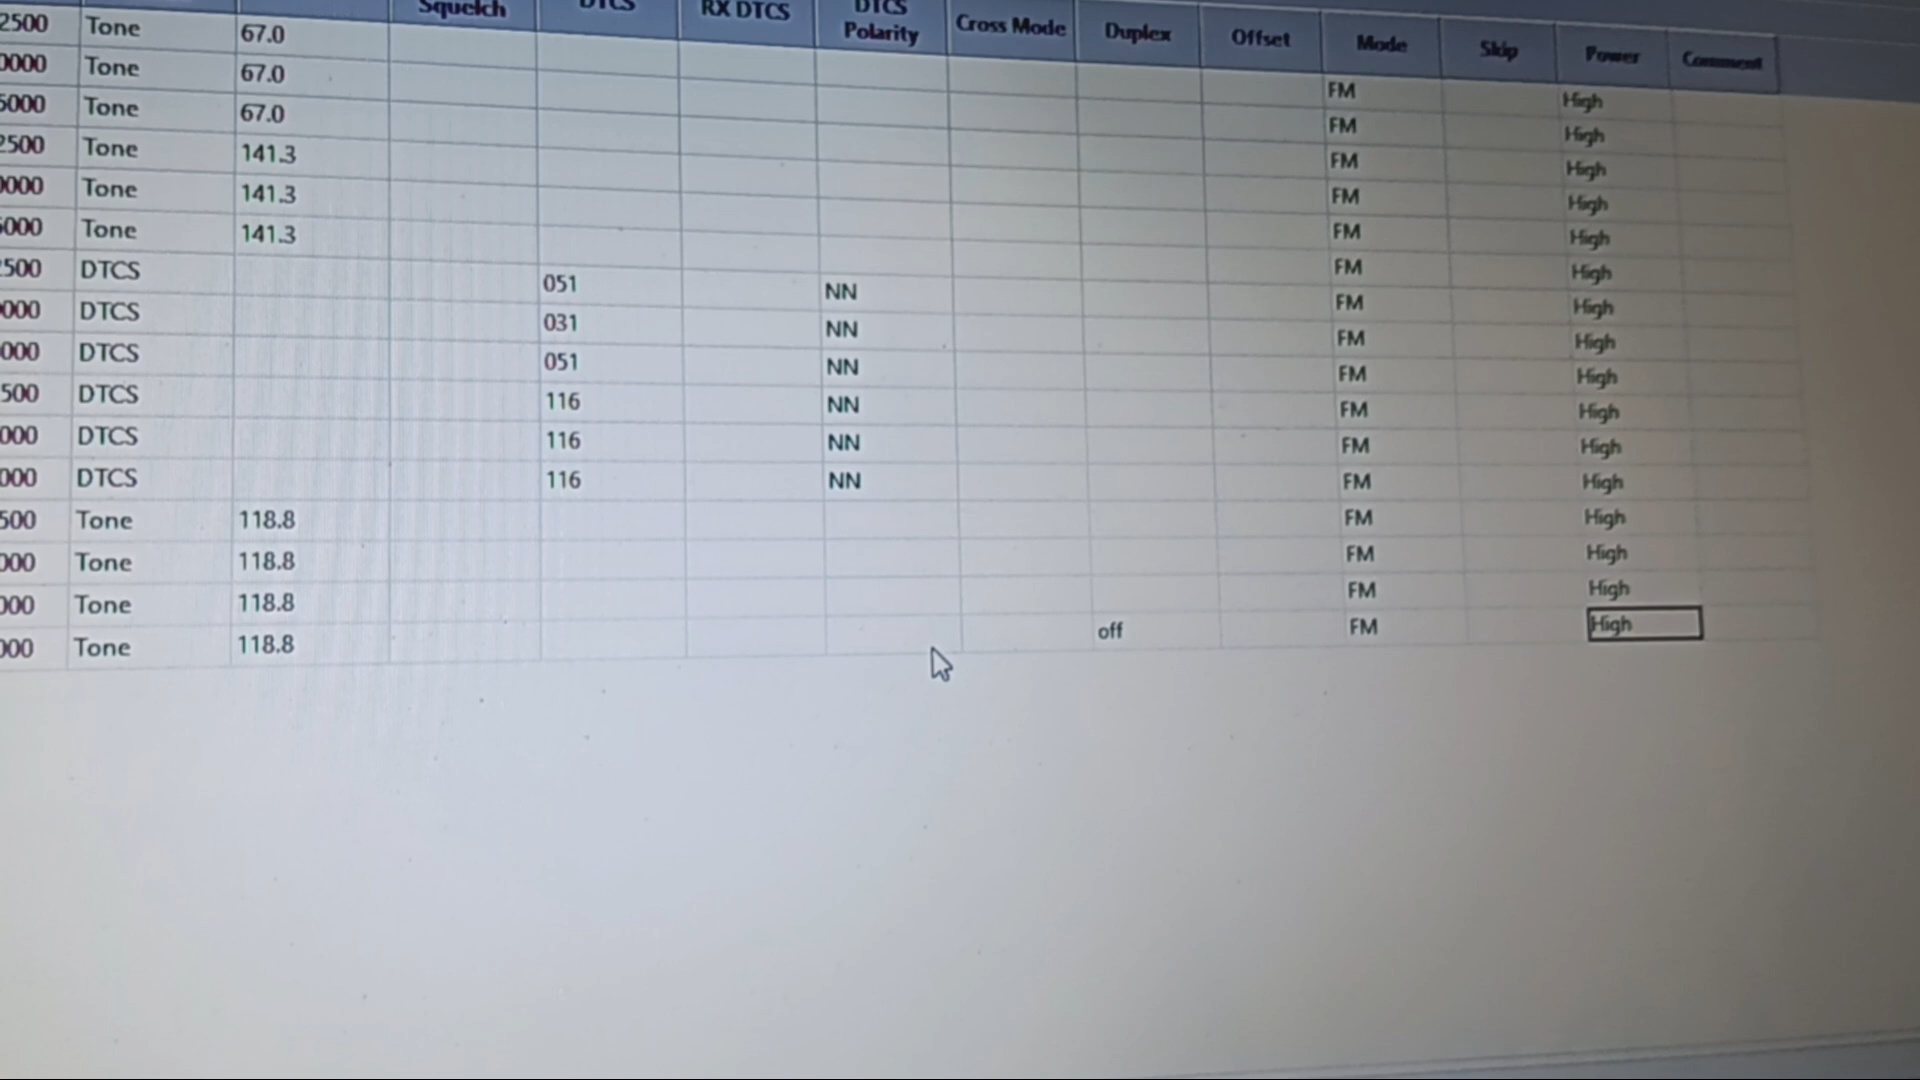 Squelch DTCS RX DTCS DTCS Polarity Cross Mode Duplex Offset Mode Skip Power Comment
2500 Tone 67.0 FM High
0000 Tone 67.0 FM High
5000 Tone 67.0 FM High
2500 Tone 141.3 FM High
0000 Tone 141.3 FM High
5000 Tone 141.3 FM High
2500 DTCS 051 NN FM High
000 DTCS 031 NN FM High
000 DTCS 051 NN FM High
500 DTCS 116 NN FM High
000 DTCS 116 NN FM High
000 DTCS 116 NN FM High
500 Tone 118.8 FM High
000 Tone 118.8 FM High
000 Tone 118.8 FM High
000 Tone 118.8 off FM High